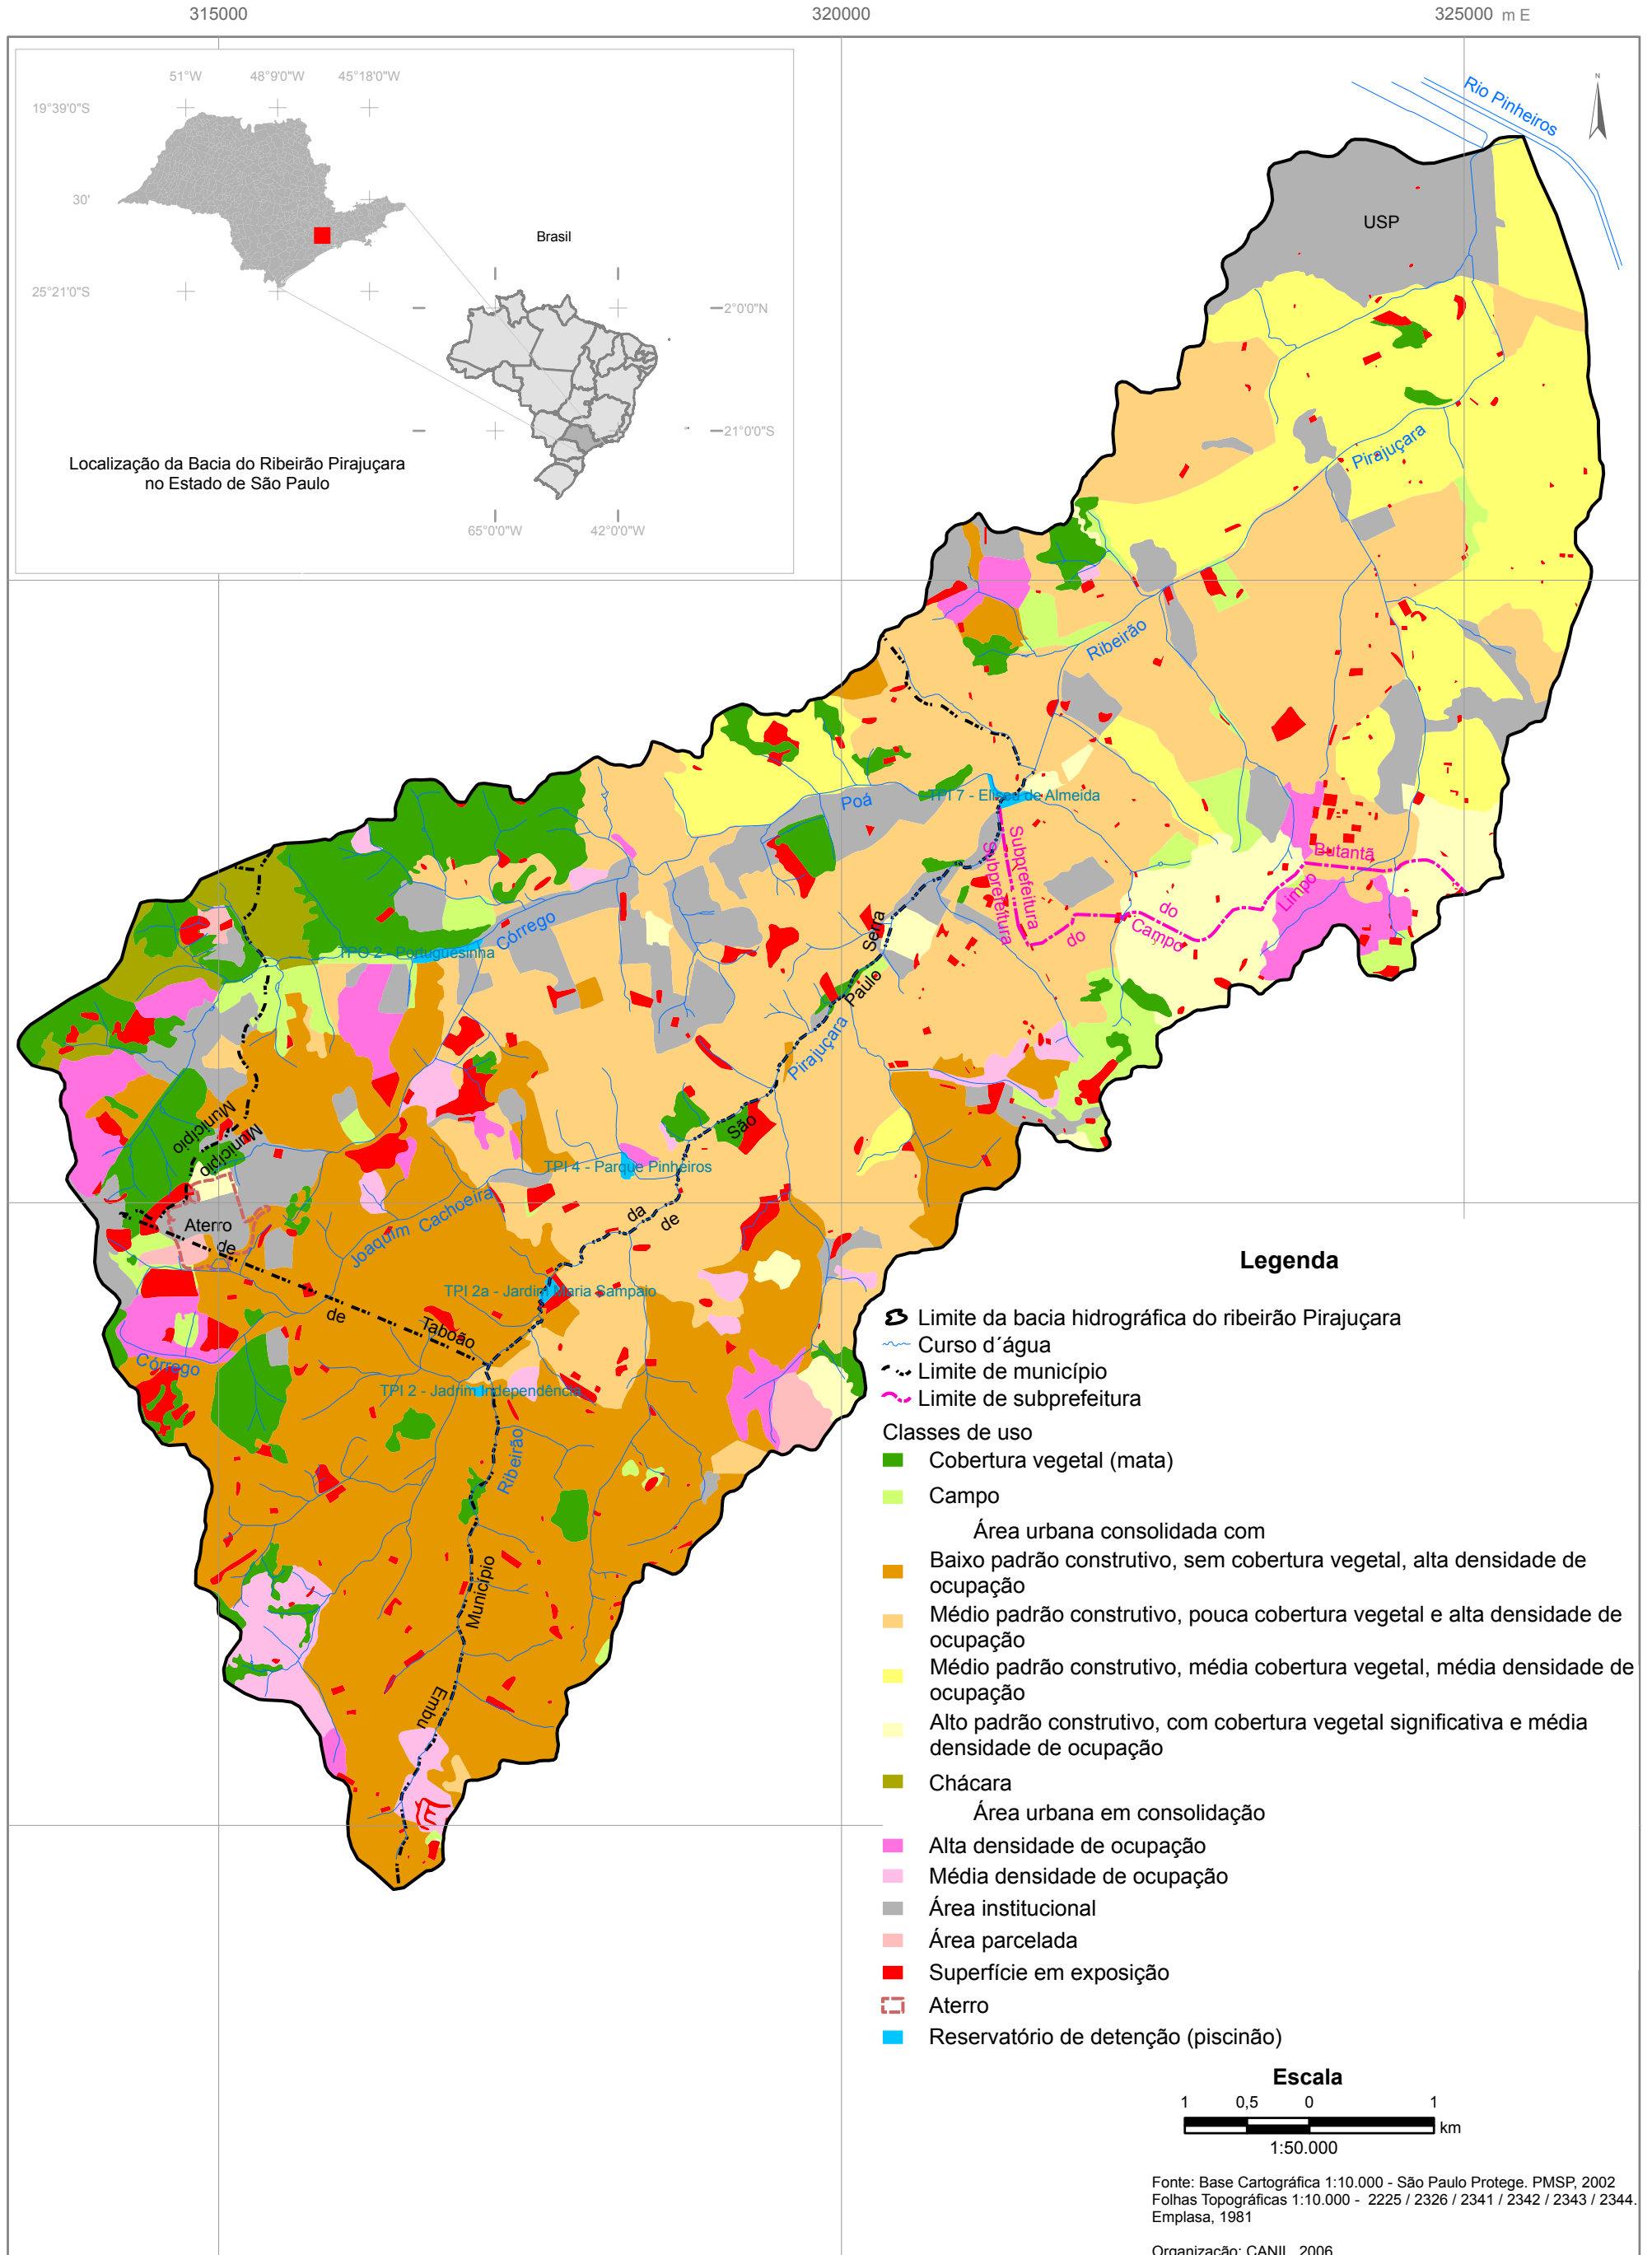 315000
320000
325000 m E
51°W
48°9'0"W
45°18'0"W
19°39'0"S
30'
25°21'0"S
Brasil
2°0'0"N
21°0'0"S
65°0'0"W
42°0'0"W
Localização da Bacia do Ribeirão Pirajuçara
no Estado de São Paulo
N
Rio Pinheiros
USP
Pirajuçara
Ribeirão
Poá
TPI 7 - Eliseu de Almeida
Subprefeitura
Subprefeitura
Butantã
do
Limpo
do
Campo
Córrego
TPO 2 - Portuguesinha
Serra
Paulo
Pirajuçara
São
Município
Município
TPI 4 - Parque Pinheiros
da
de
Aterro
de
Joaquim Cachoeira
TPI 2a - Jardim Maria Sampaio
de
Taboão
Córrego
TPI 2 - Jadrim Independência
Ribeirão
Município
Embu
Legenda
Limite da bacia hidrográfica do ribeirão Pirajuçara
Curso d´água
Limite de município
Limite de subprefeitura
Classes de uso
Cobertura vegetal (mata)
Campo
Área urbana consolidada com
Baixo padrão construtivo, sem cobertura vegetal, alta densidade de
ocupação
Médio padrão construtivo, pouca cobertura vegetal e alta densidade de
ocupação
Médio padrão construtivo, média cobertura vegetal, média densidade de
ocupação
Alto padrão construtivo, com cobertura vegetal significativa e média
densidade de ocupação
Chácara
Área urbana em consolidação
Alta densidade de ocupação
Média densidade de ocupação
Área institucional
Área parcelada
Superfície em exposição
Aterro
Reservatório de detenção (piscinão)
Escala
1 0,5 0 1
km
1:50.000
Fonte: Base Cartográfica 1:10.000 - São Paulo Protege. PMSP, 2002
Folhas Topográficas 1:10.000 - 2225 / 2326 / 2341 / 2342 / 2343 / 2344.
Emplasa, 1981
Organização: CANIL, 2006